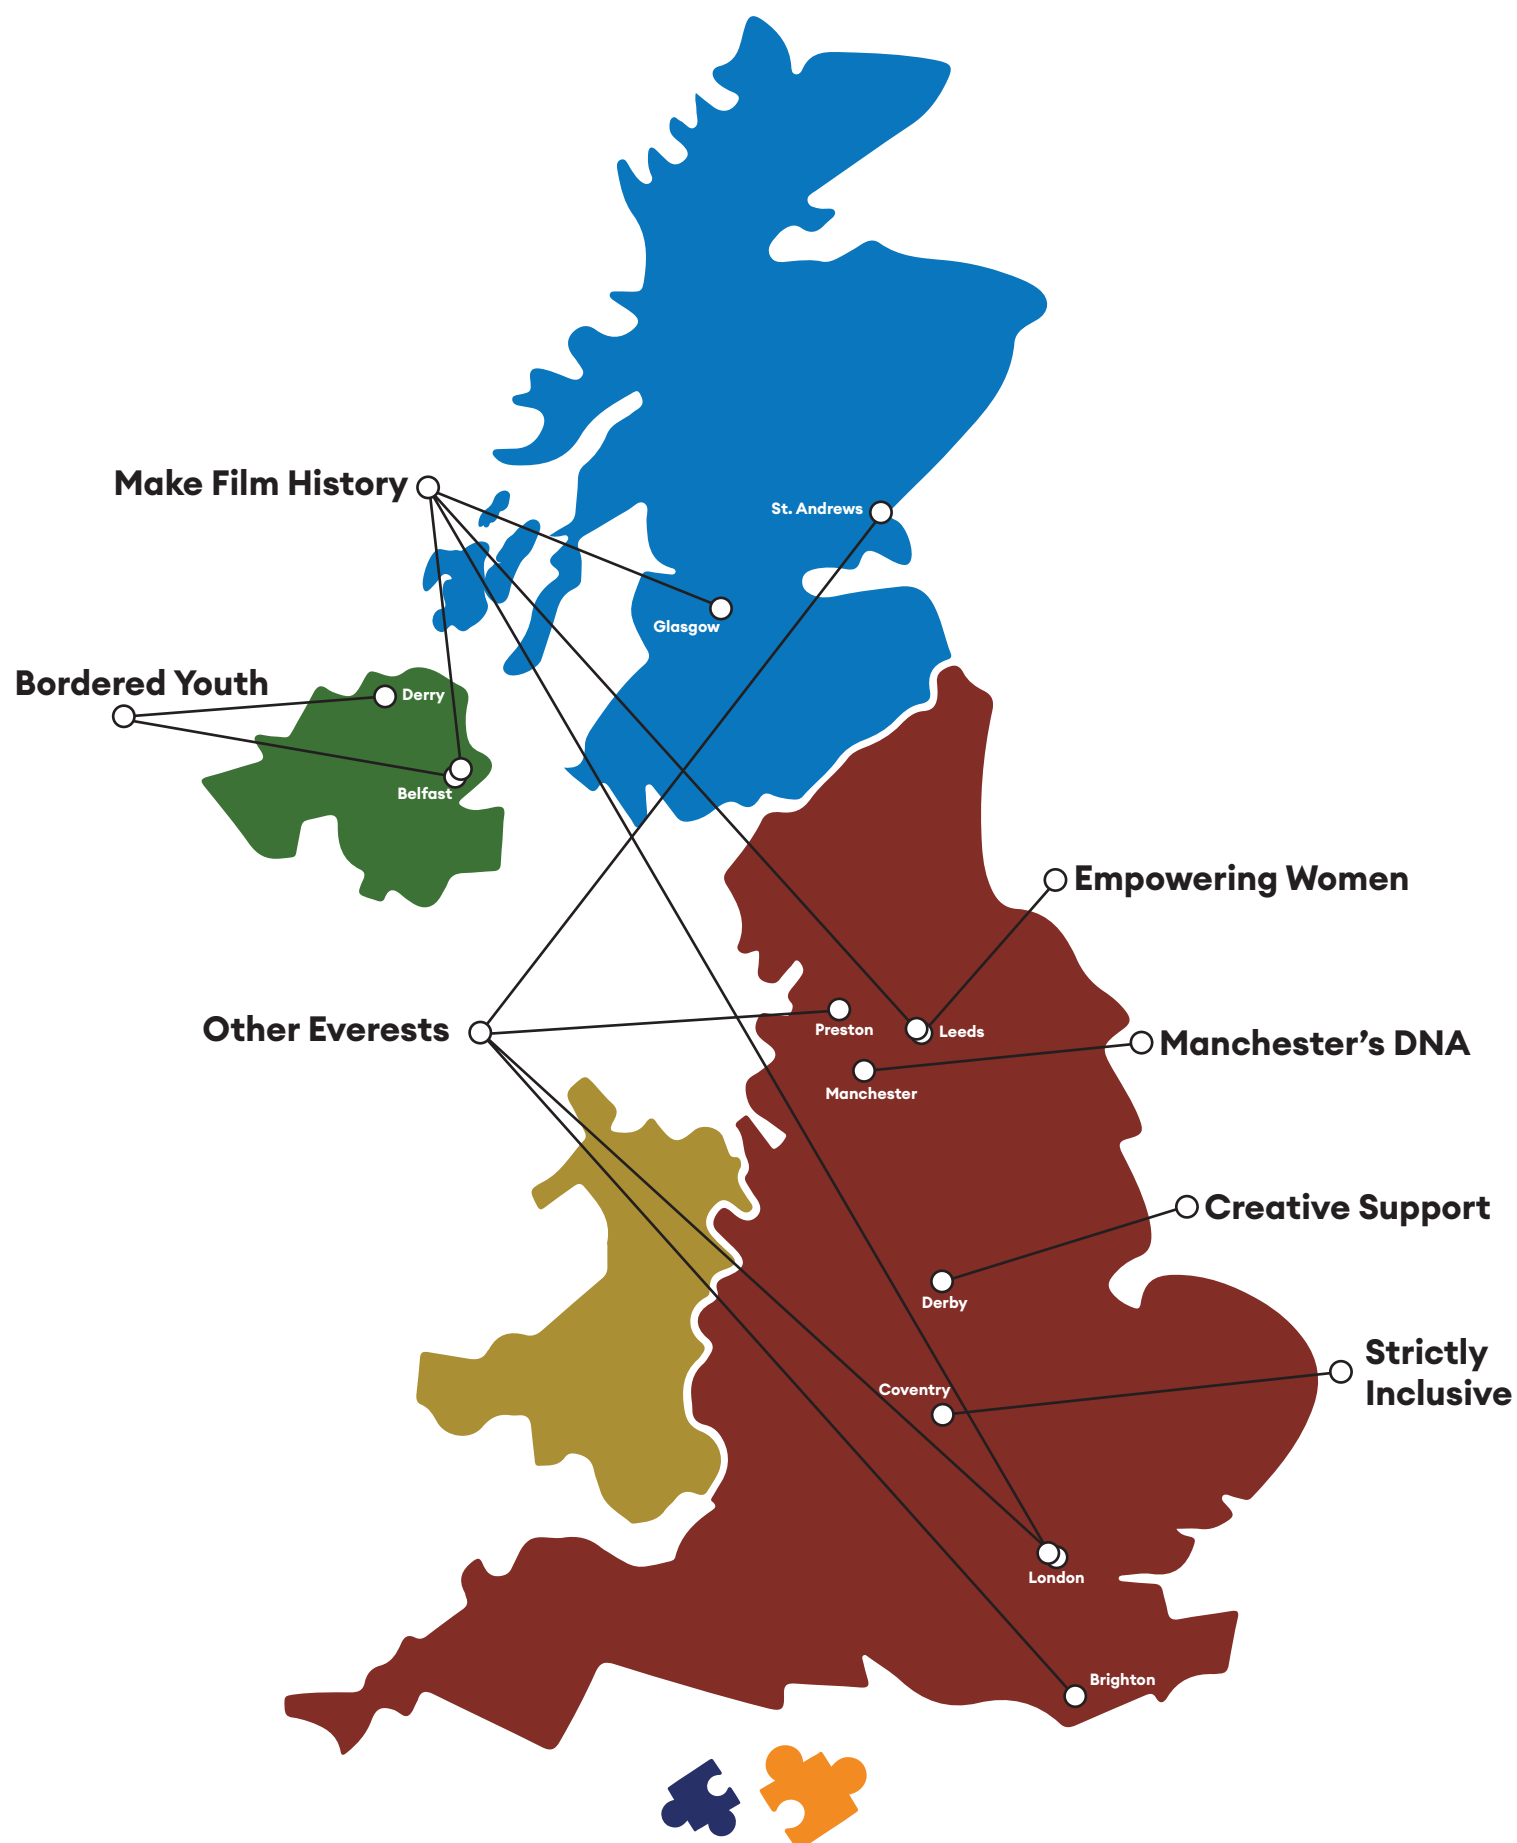 Make Film History
St. Andrews
Glasgow
Bordered Youth
Derry
Belfast
Empowering Women
Other Everests
Preston
Leeds
Manchester's DNA
Manchester
Creative Support
Derby
Strictly
Inclusive
Coventry
London
Brighton